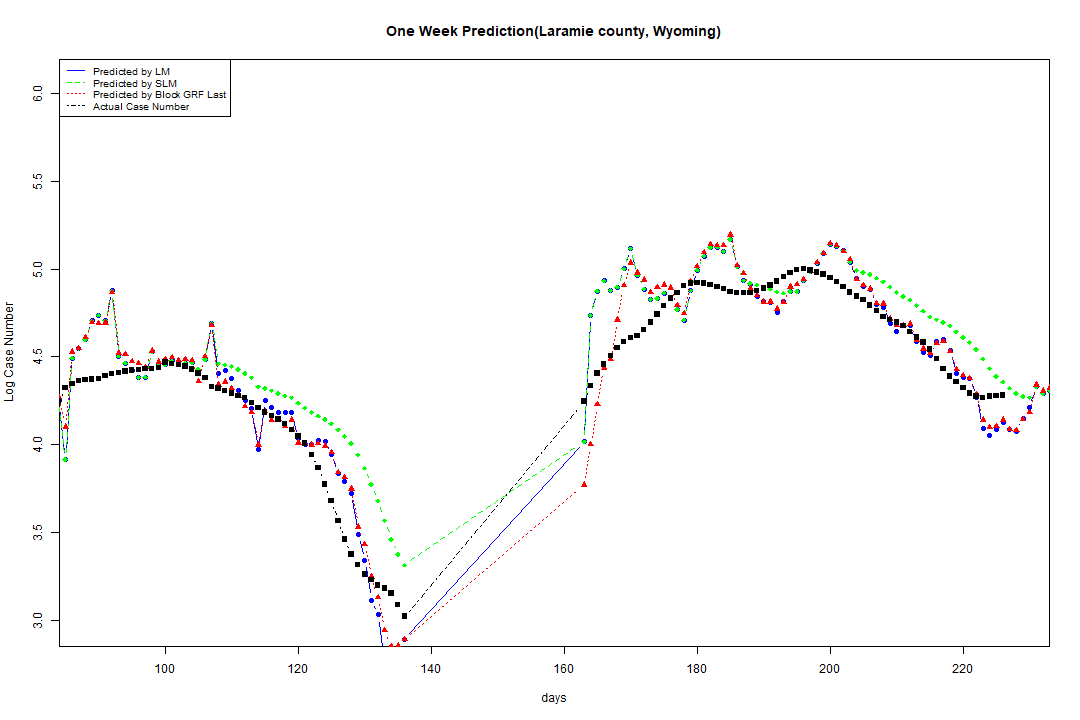 One Week Prediction(Laramie county, Wyoming)
Predicted by LM
Predicted by SLM
Predicted by Block GRF Last
Actual Case Number
6.0
5.5
5.0
4.5
4.0
3.5
3.0
Log Case Number
100 120 140 160 180 200 220
days